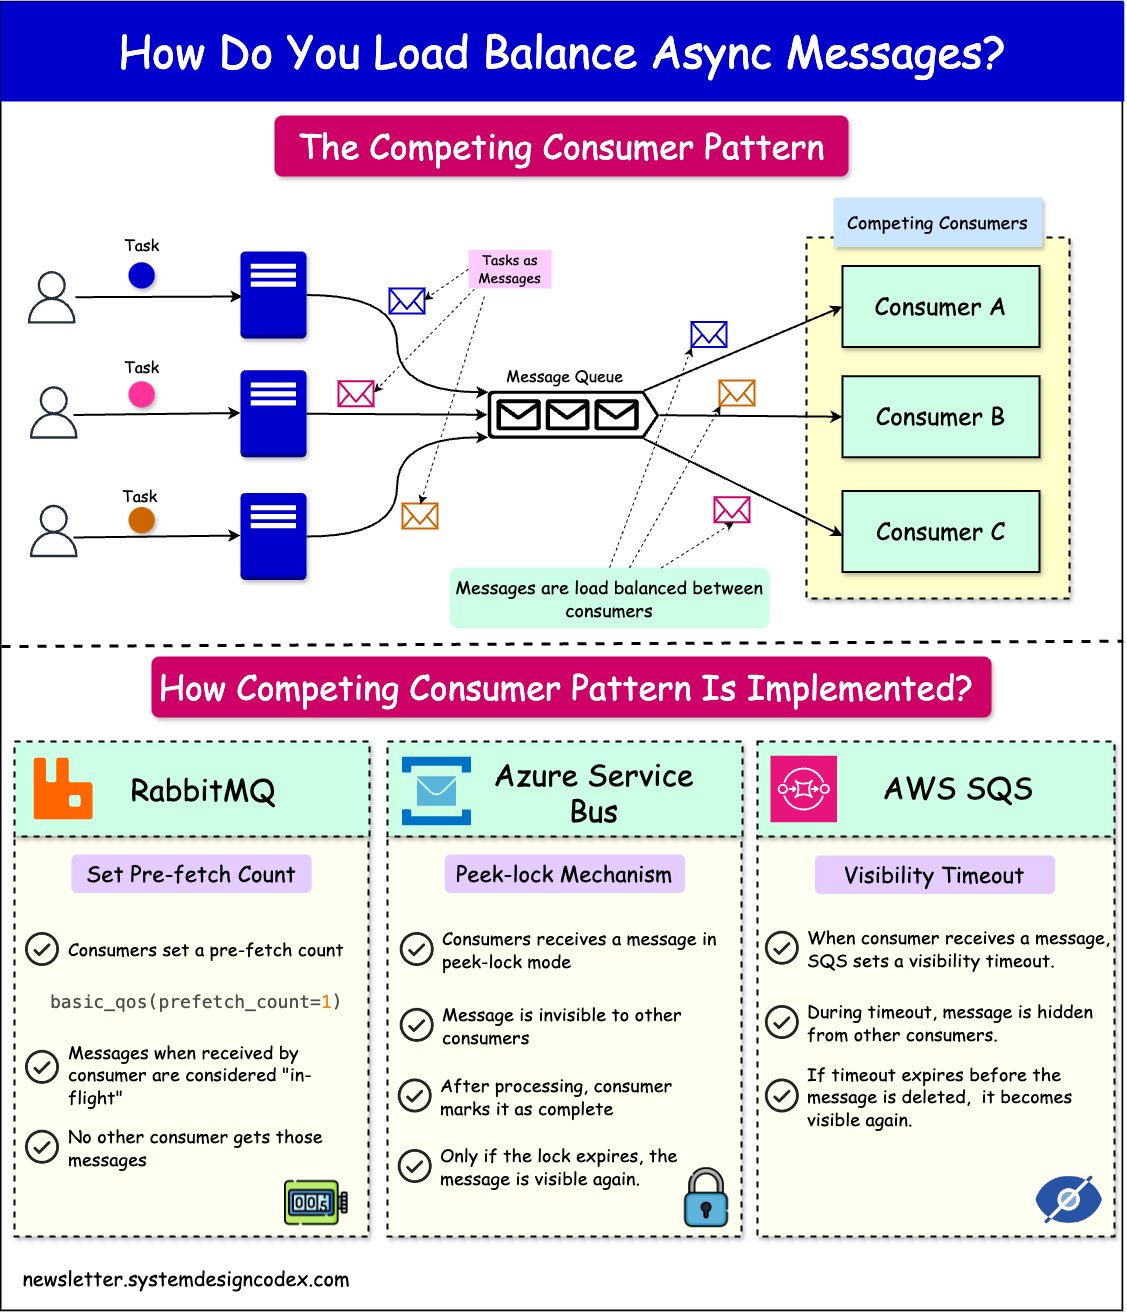 How Do You Load Balance Async Messages?
The Competing Consumer Pattern
Task
Task
Task
Tasks as
Messages
Message Queue
Messages are load balanced between
consumers
Competing Consumers
Consumer A
Consumer B
Consumer C
How Competing Consumer Pattern Is Implemented?
RabbitMQ
Set Pre-fetch Count
Consumers set a pre-fetch count
basic_qos(prefetch_count=1)
Messages when received by
consumer are considered "in-
flight"
No other consumer gets those
messages
005
Azure Service
Bus
Peek-lock Mechanism
Consumers receives a message in
peek-lock mode
Message is invisible to other
consumers
After processing, consumer
marks it as complete
Only if the lock expires, the
message is visible again.
AWS SQS
Visibility Timeout
When consumer receives a message,
SQS sets a visibility timeout.
During timeout, message is hidden
from other consumers.
If timeout expires before the
message is deleted,  it becomes
visible again.
newsletter.systemdesigncodex.com